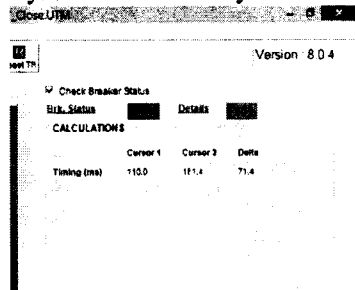 Close.UTM
Version : 8.0.4
Check Breaker Status
Brk. Status Details
CALCULATIONS
Cursor 1 Cursor 2 Delta
Timing (ms) 110.0 181.4 71.4